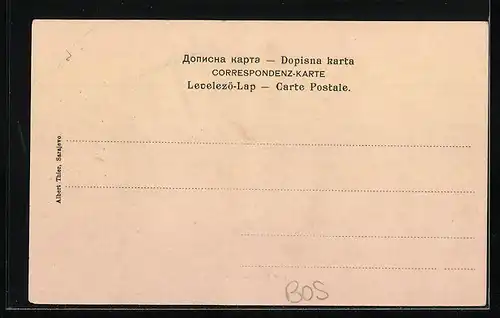 Дописна карта — Dopisna karta
CORRESPONDENZ-KARTE
Levelező-Lap — Carte Postale.
Albert Thier, Sarajevo
BOS